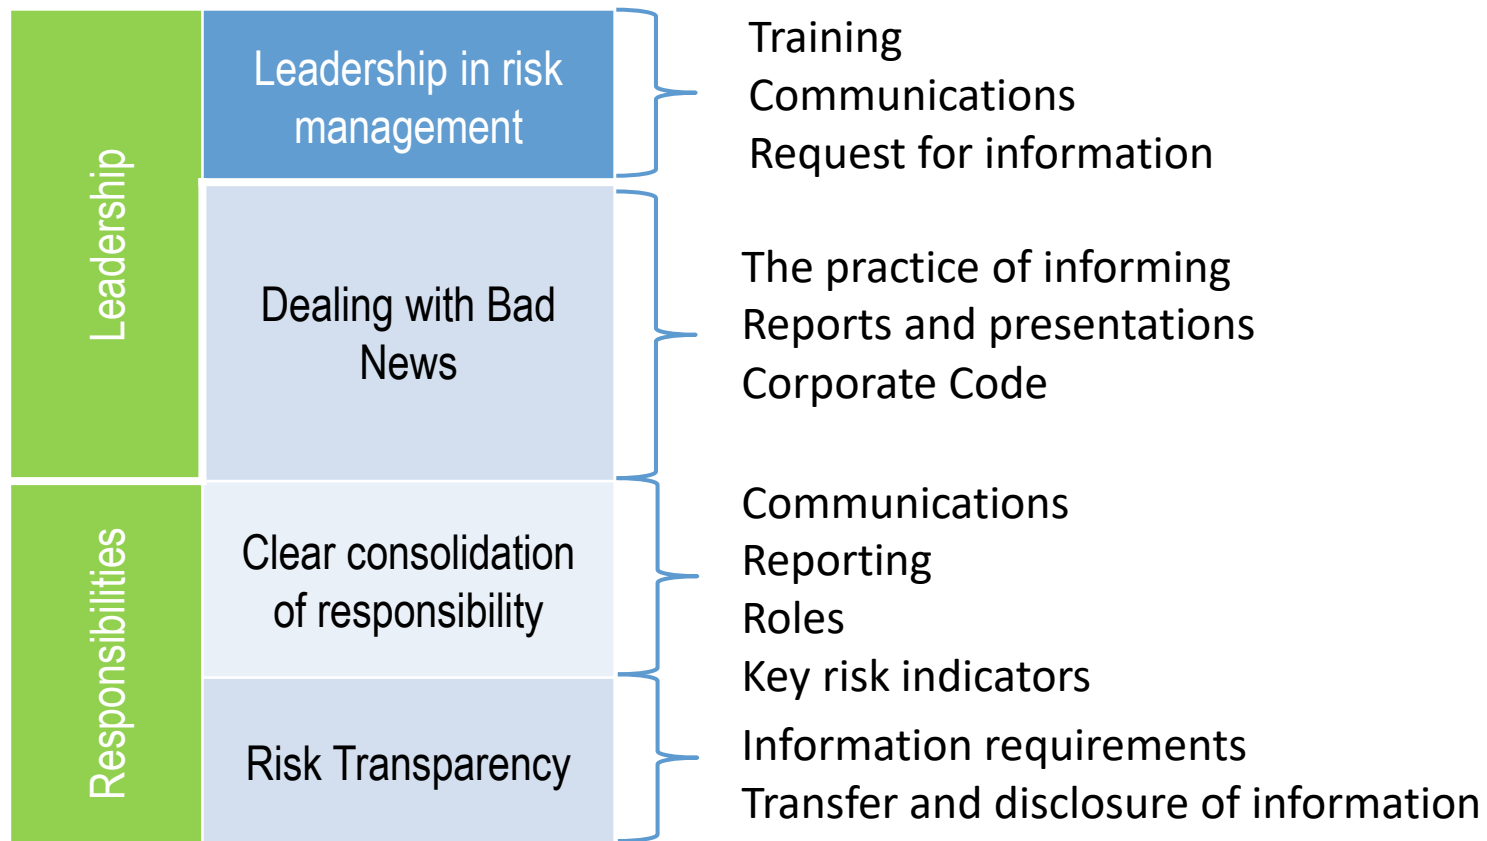 Leadership
Leadership in risk
management
Training
Communications
Request for information
Dealing with Bad
News
The practice of informing
Reports and presentations
Corporate Code
Responsibilities
Clear consolidation
of responsibility
Communications
Reporting
Roles
Key risk indicators
Risk Transparency
Information requirements
Transfer and disclosure of information